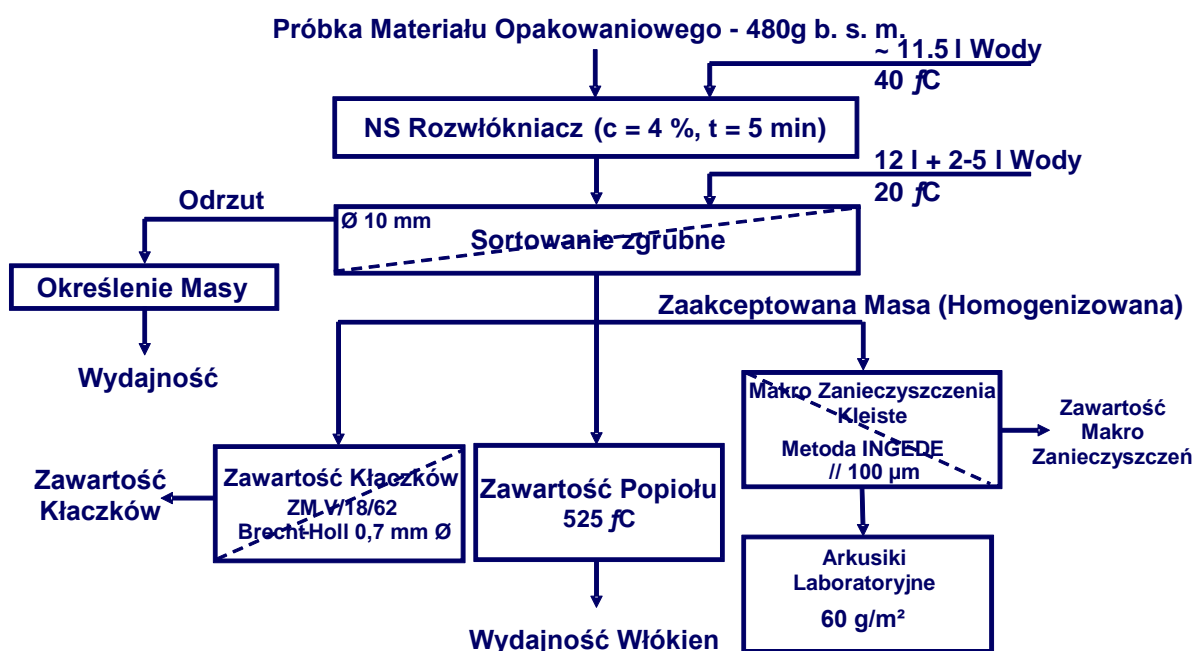 Próbka Materiału Opakowaniowego - 480g b. s. m.
~ 11.5 l Wody
40 ƒC
NS Rozwłókniacz (c = 4 %, t = 5 min)
12 l + 2-5 l Wody
20 ƒC
Odrzut
Ø 10 mm
Sortowanie zgrubne
Określenie Masy
Zaakceptowana Masa (Homogenizowana)
Wydajność
Makro Zanieczyszczenia
Kleiste
Metoda INGEDE
// 100 µm
Zawartość
Makro
Zanieczyszczeń
Zawartość
Kłaczków
Zawartość Kłaczków
ZM V/18/62
Brecht-Holl 0,7 mm Ø
Zawartość Popiołu
525 ƒC
Arkusiki
Laboratoryjne
60 g/m²
Wydajność Włókien